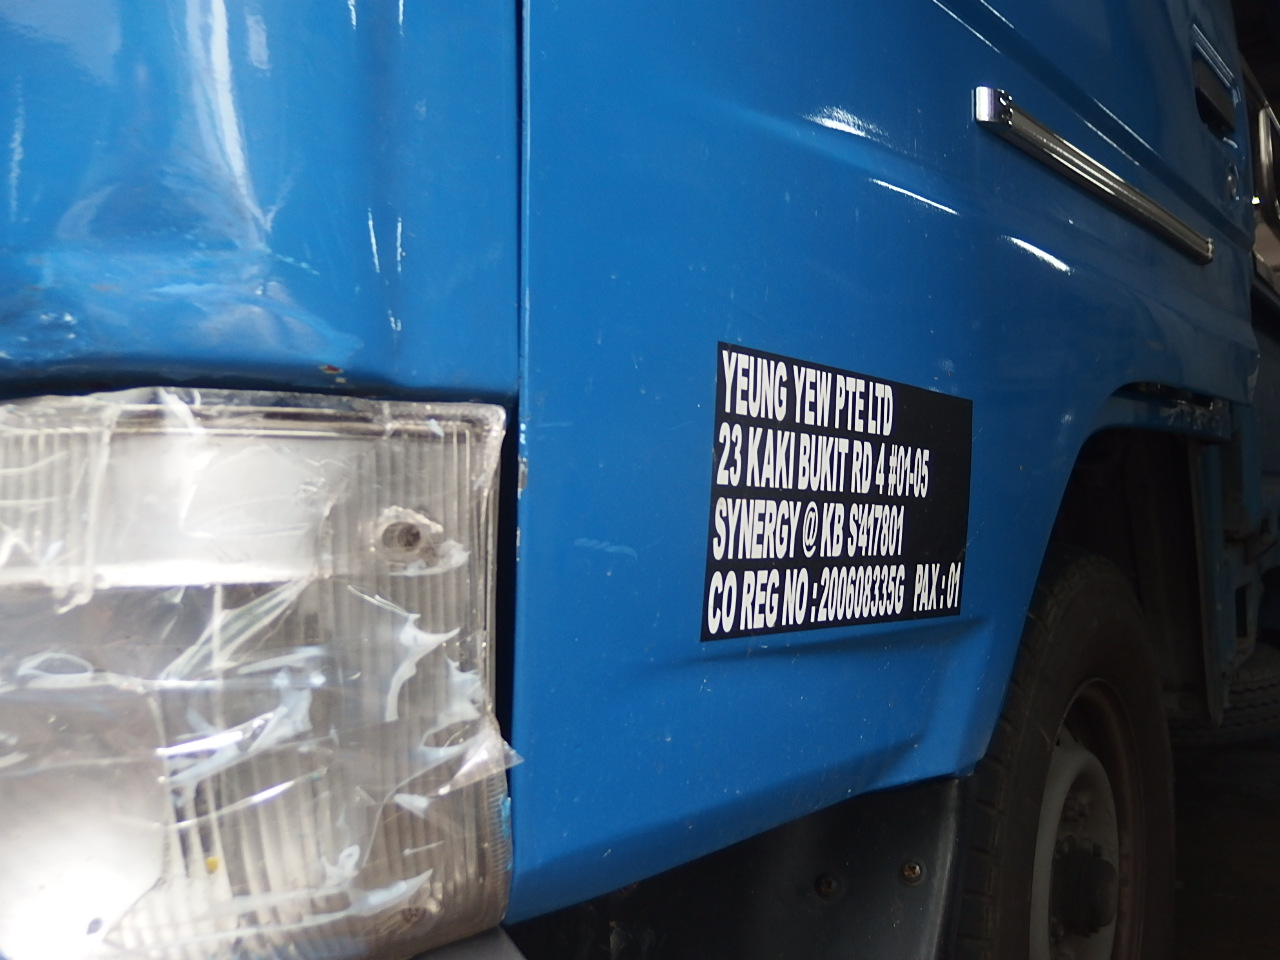 YEUNG YEW PTE LTD
23 KAKI BUKIT RD 4 #01-05
SYNERGY @ KB S'417801
CO REG NO : 200608335G PAX : 01